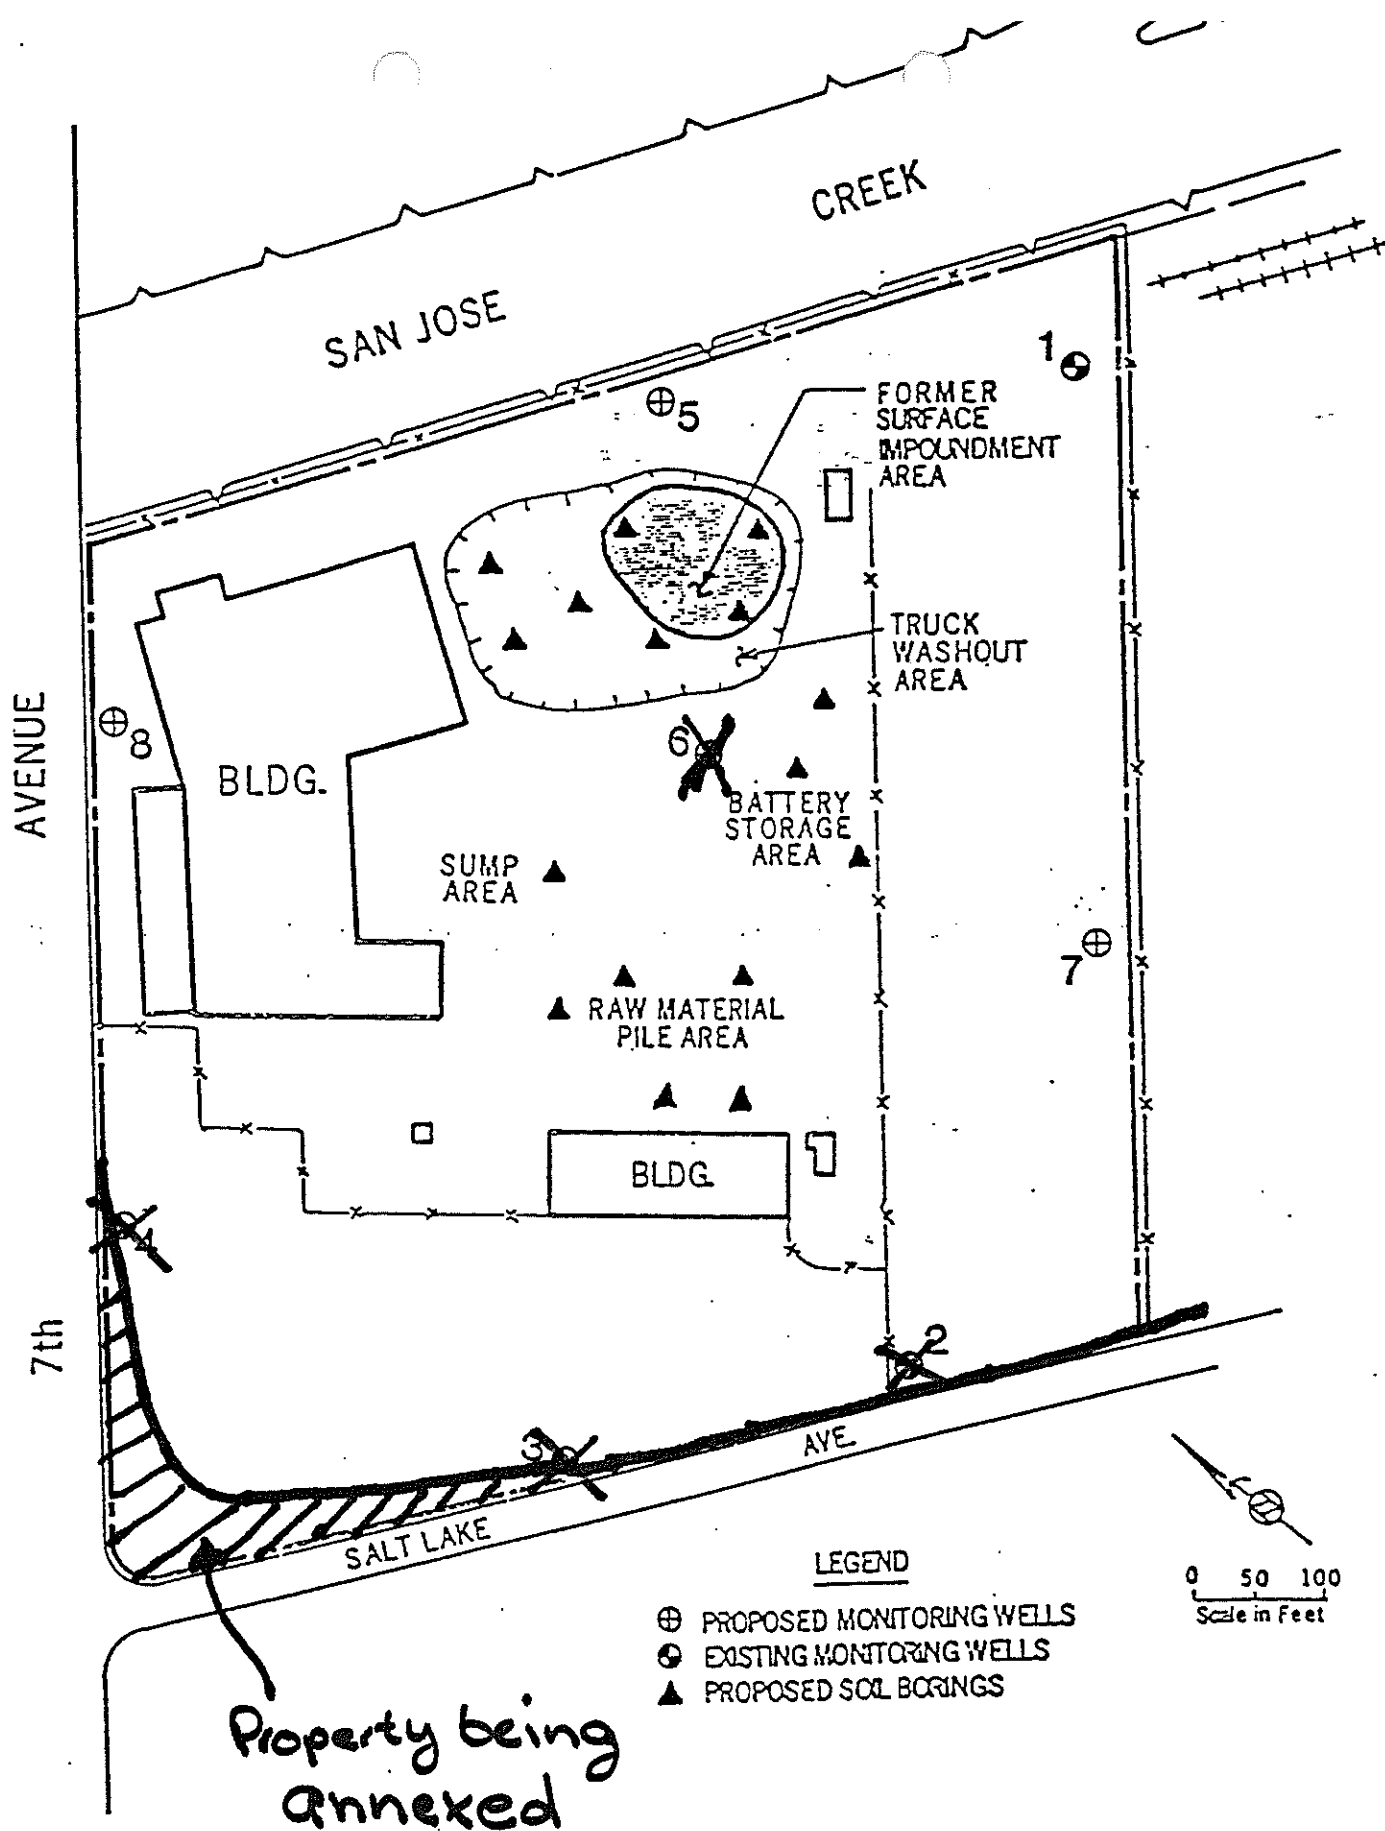 CREEK
SAN JOSE
1
5
FORMER
SURFACE
IMPOUNDMENT
AREA
TRUCK
WASHOUT
AREA
AVENUE
8
6
BLDG.
BATTERY
STORAGE
AREA
SUMP
AREA
7
RAW MATERIAL
PILE AREA
BLDG.
4
7th
2
3
AVE.
SALT LAKE
LEGEND
PROPOSED MONITORING WELLS
EXISTING MONITORING WELLS
PROPOSED SOIL BORINGS
0 50 100
Scale in Feet
Property being
annexed